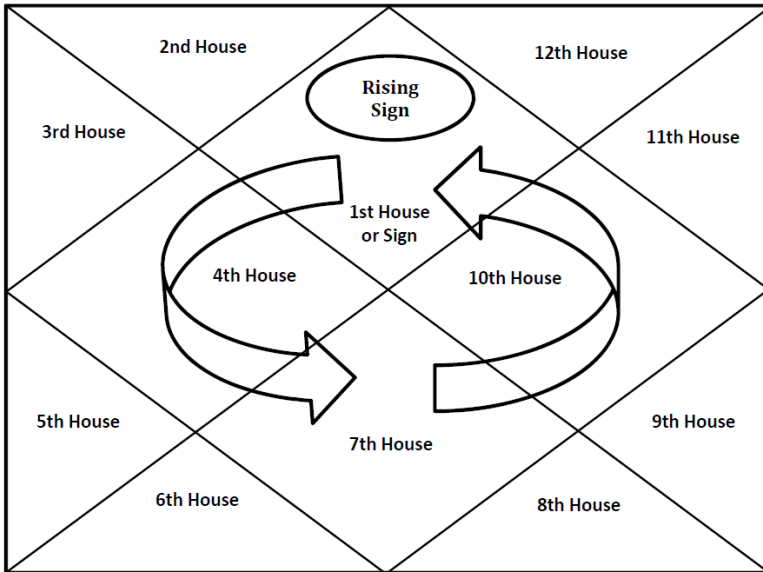 2nd House
12th House
Rising
Sign
3rd House
11th House
1st House
or Sign
4th House
10th House
5th House
9th House
7th House
6th House
8th House